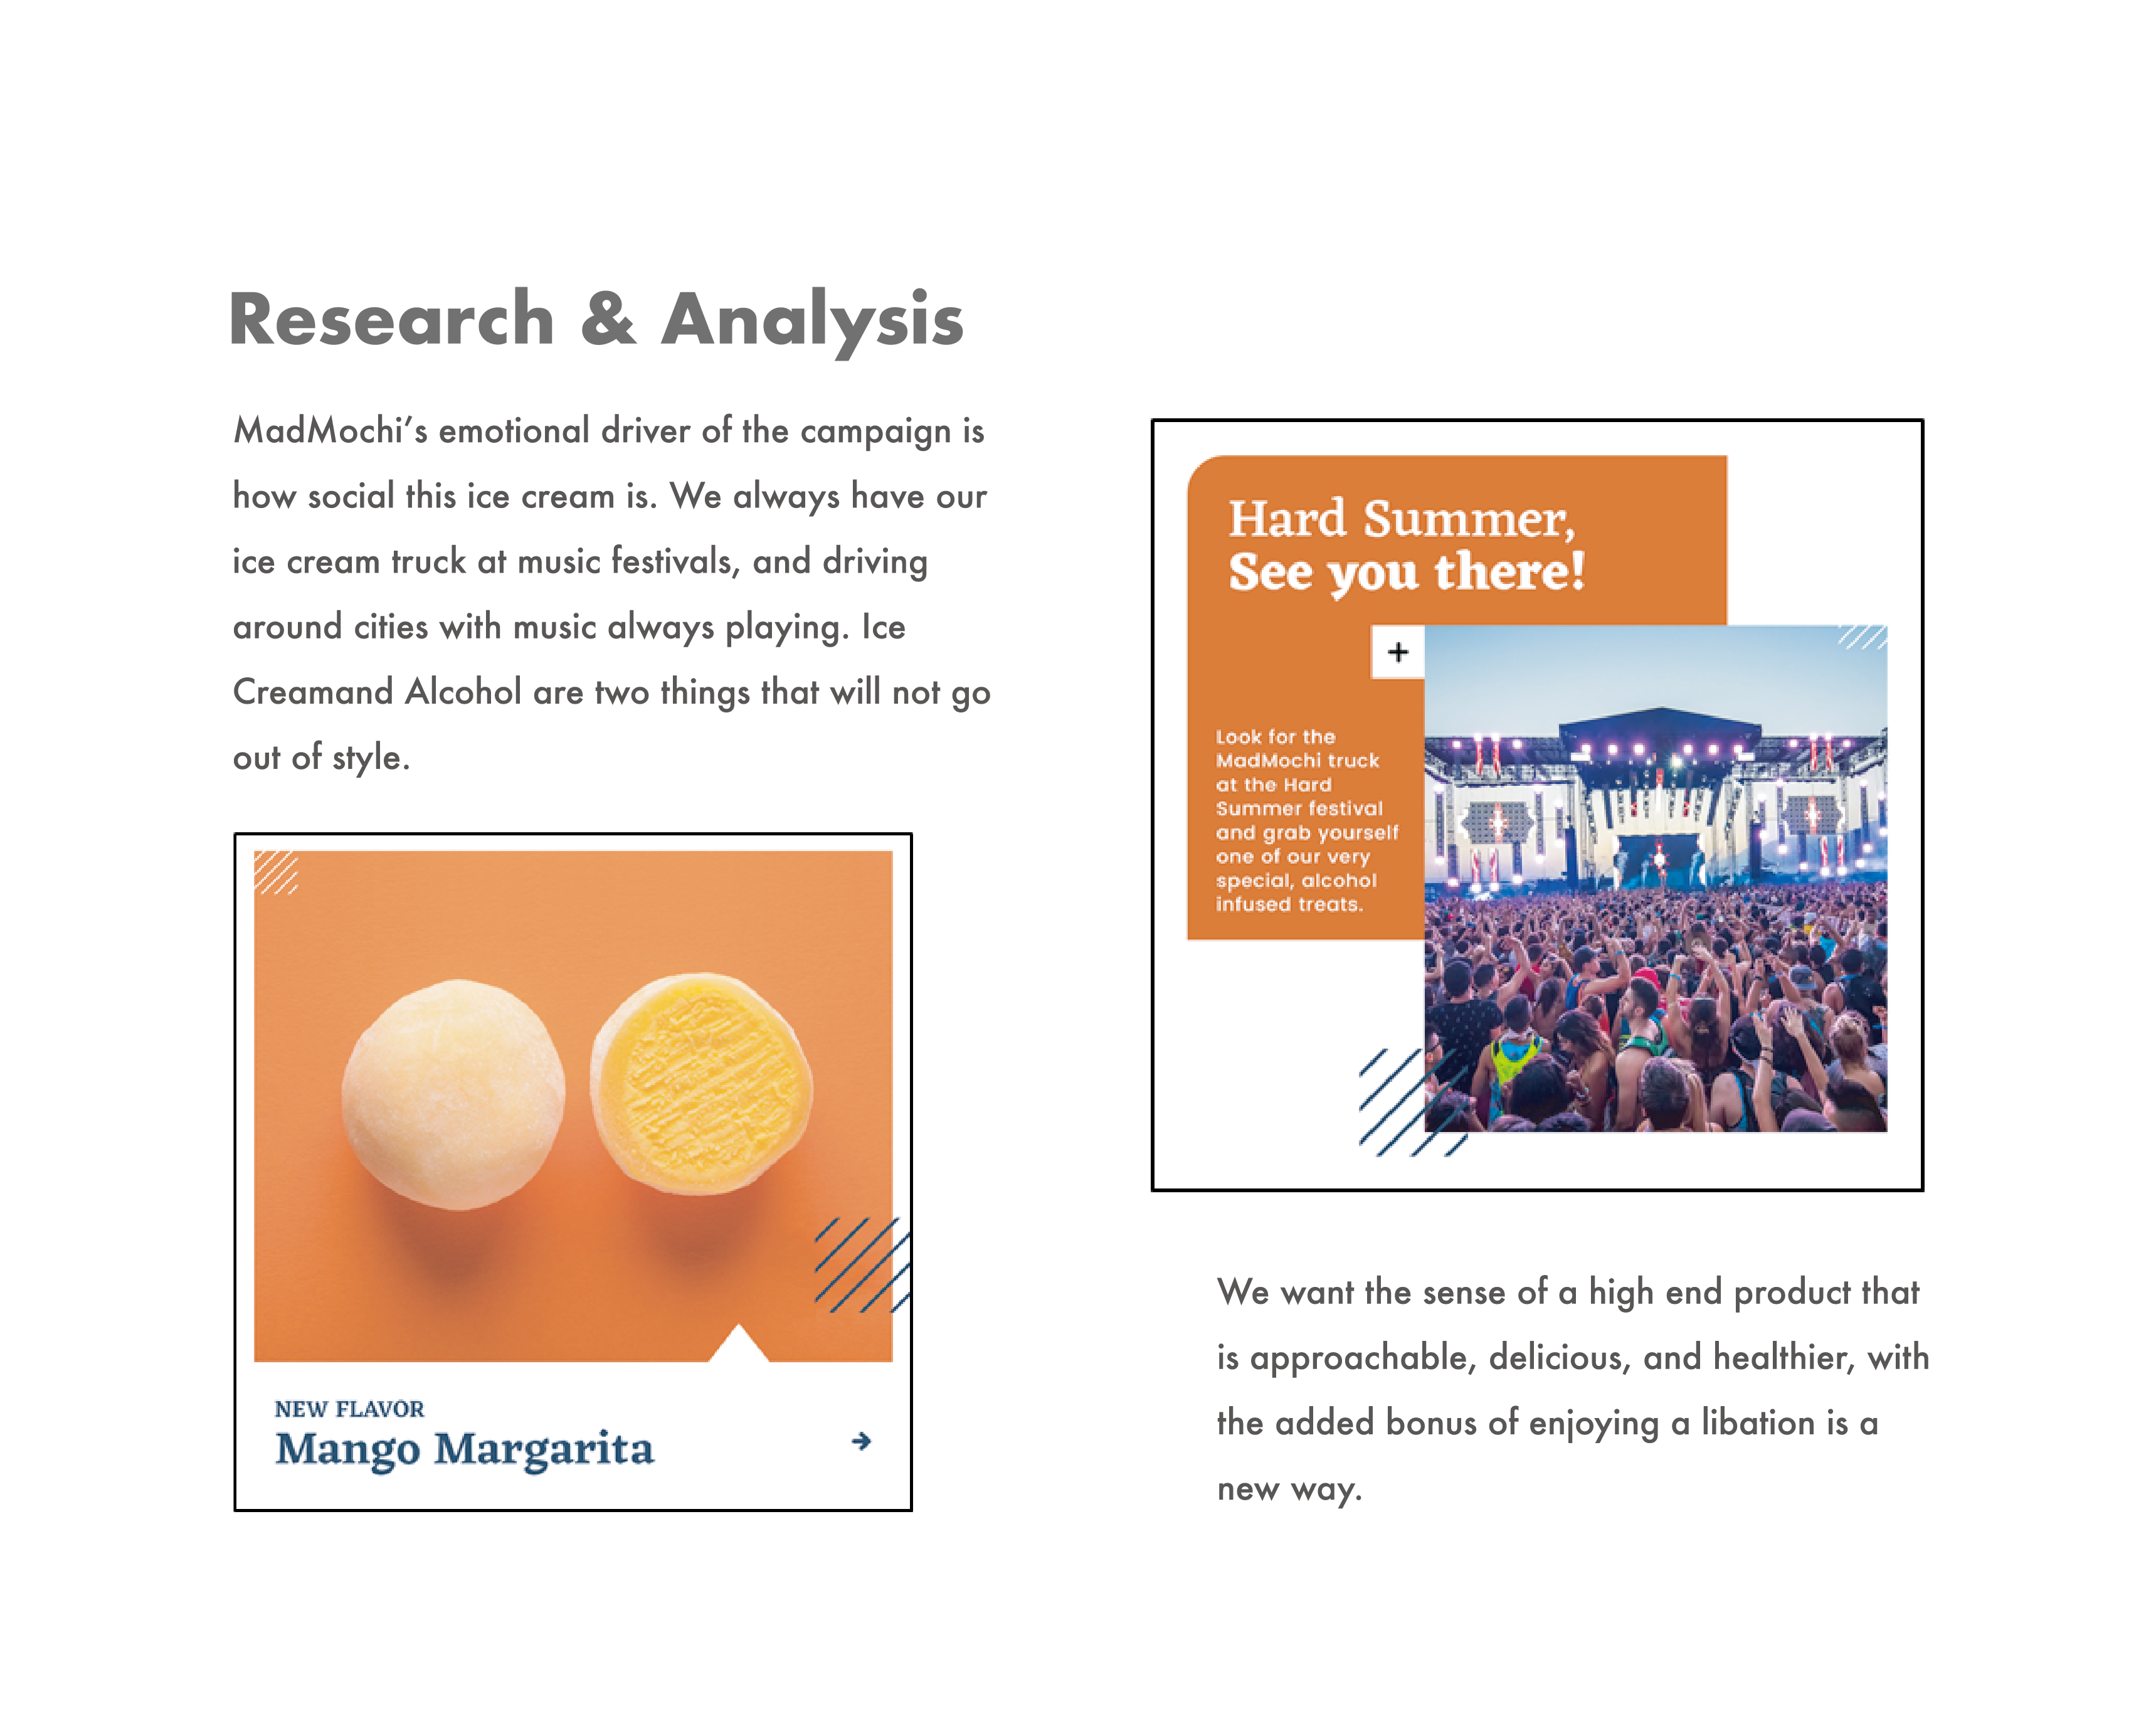 Research & Analysis
MadMochi’s emotional driver of the campaign is
how social this ice cream is. We always have our
ice cream truck at music festivals, and driving
around cities with music always playing. Ice
Creamand Alcohol are two things that will not go
out of style.
NEW FLAVOR
Mango Margarita
Hard Summer,
See you there!
Look for the
MadMochi truck
at the Hard
Summer festival
and grab yourself
one of our very
special, alcohol
infused treats.
We want the sense of a high end product that
is approachable, delicious, and healthier, with
the added bonus of enjoying a libation is a
new way.